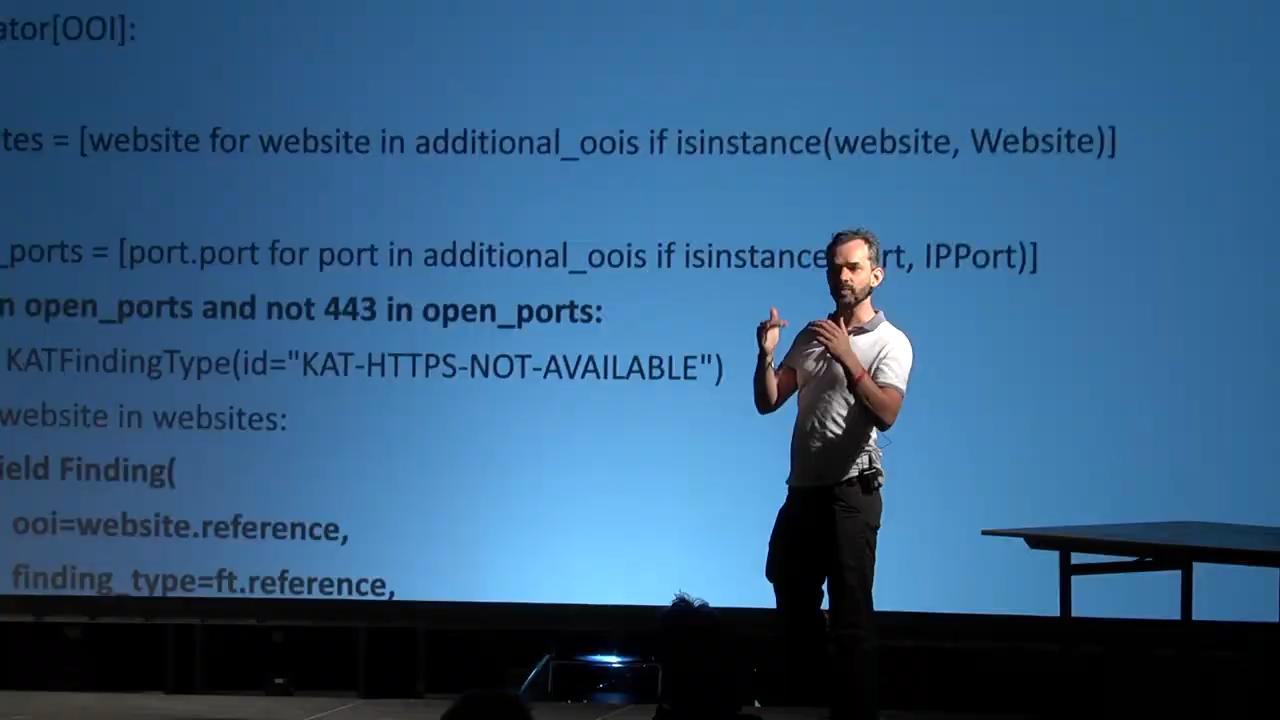 ator[OOI]:
tes = [website for website in additional_oois if isinstance(website, Website)]
_ports = [port.port for port in additional_oois if isinstance rt, IPPort)]
n open_ports and not 443 in open_ports:
KATFindingType(id="KAT-HTTPS-NOT-AVAILABLE")
website in websites:
ield Finding(
ooi=website.reference,
finding_type=ft.reference,